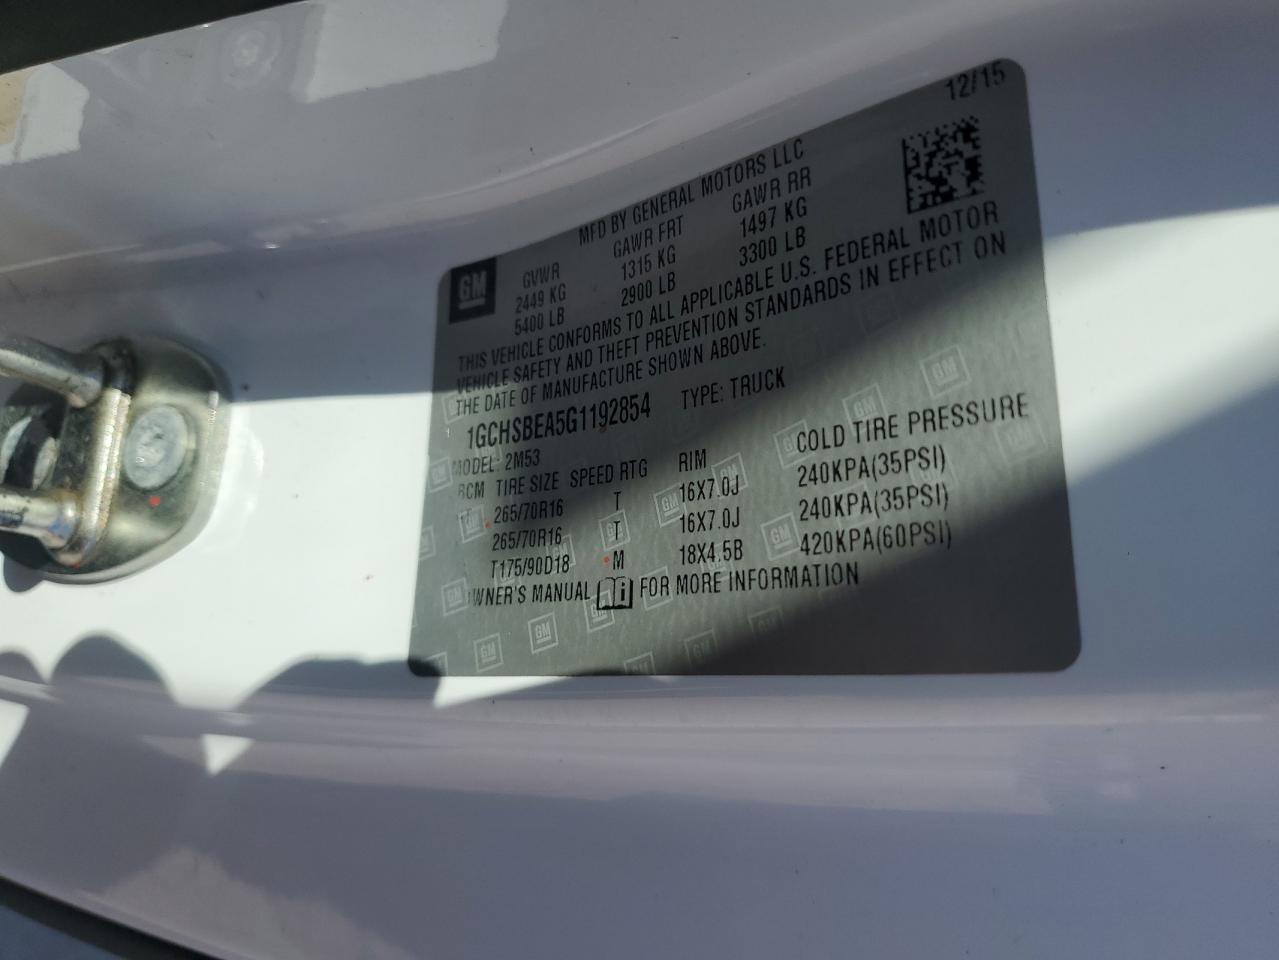 12/15
MFD BY GENERAL MOTORS LLC
GM
GVWR GAWR FRT GAWR RR
2449 KG 1315 KG 1497 KG
5400 LB 2900 LB 3300 LB
THIS VEHICLE CONFORMS TO ALL APPLICABLE U.S. FEDERAL MOTOR
VEHICLE SAFETY AND THEFT PREVENTION STANDARDS IN EFFECT ON
THE DATE OF MANUFACTURE SHOWN ABOVE.
1GCHSBEA5G1192854 TYPE: TRUCK
MODEL: 2M53
TIRE SIZE SPEED RTG RIM COLD TIRE PRESSURE
265/70R16 T 16X7.0J 240KPA(35PSI)
265/70R16 T 16X7.0J 240KPA(35PSI)
T175/90D18 M 18X4.5B 420KPA(60PSI)
WNER'S MANUAL FOR MORE INFORMATION